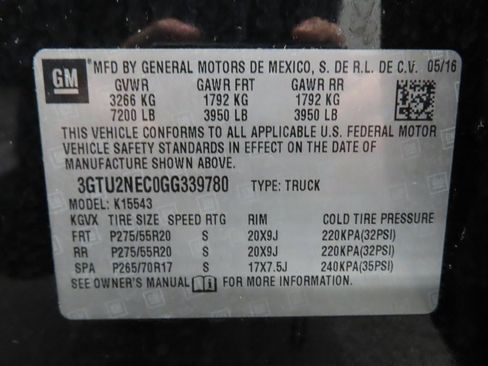 GM MFD BY GENERAL MOTORS DE MEXICO, S. DE R.L. DE C.V. 05/16
GVWR GAWR FRT GAWR RR
3266 KG 1792 KG 1792 KG
7200 LB 3950 LB 3950 LB
THIS VEHICLE CONFORMS TO ALL APPLICABLE U.S. FEDERAL MOTOR
VEHICLE SAFETY STANDARDS IN EFFECT ON THE DATE OF
MANUFACTURE SHOWN ABOVE.
3GTU2NEC0GG339780 TYPE: TRUCK
MODEL: K15543
KGVX TIRE SIZE SPEED RTG RIM COLD TIRE PRESSURE
FRT P275/55R20 S 20X9J 220KPA(32PSI)
RR P275/55R20 S 20X9J 220KPA(32PSI)
SPA P265/70R17 S 17X7.5J 240KPA(35PSI)
SEE OWNER'S MANUAL FOR MORE INFORMATION.